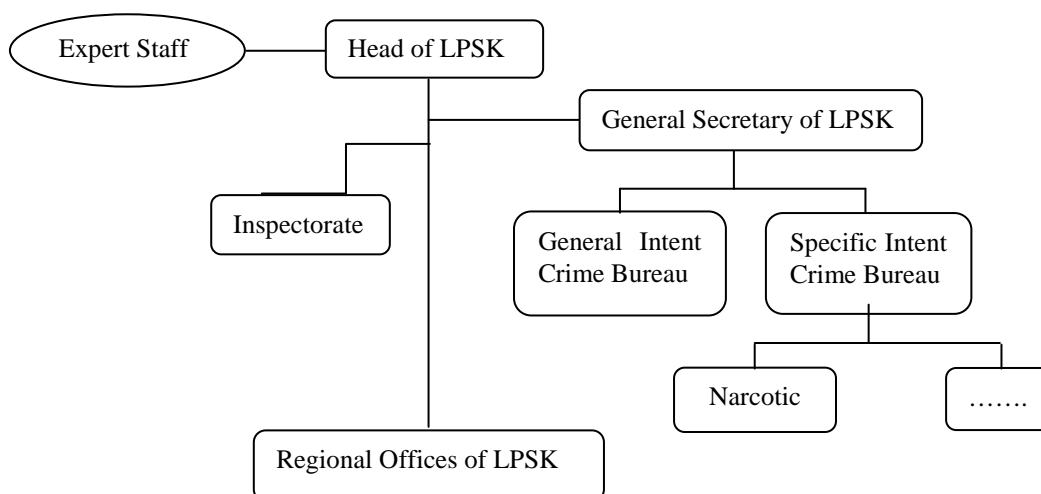 Expert Staff
Head of LPSK
General Secretary of LPSK
Inspectorate
General Intent
Crime Bureau
Specific Intent
Crime Bureau
Narcotic
.......
Regional Offices of LPSK